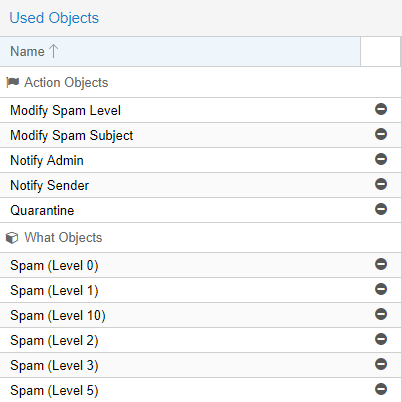 Used Objects
Name
Action Objects
Modify Spam Level
Modify Spam Subject
Notify Admin
Notify Sender
Quarantine
What Objects
Spam (Level 0)
Spam (Level 1)
Spam (Level 10)
Spam (Level 2)
Spam (Level 3)
Spam (Level 5)